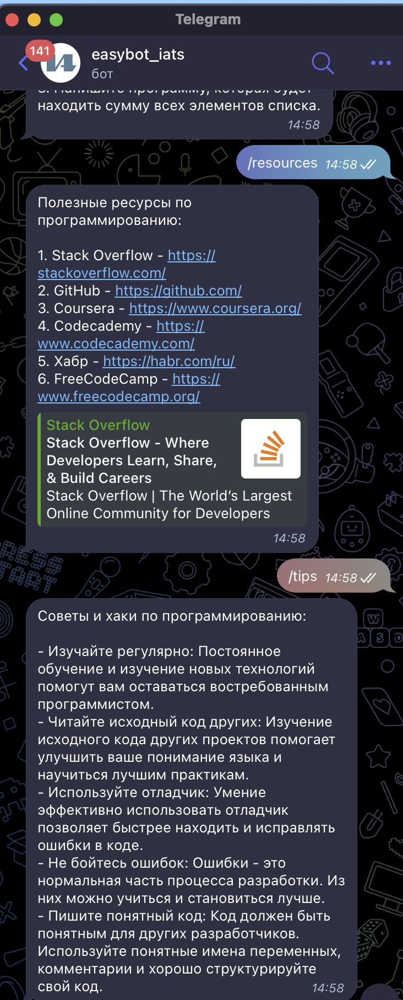 Telegram
141
easybot_iats
бот
3. Напишите программу, которая будет
находить сумму всех элементов списка.
14:58
/resources 14:58
Полезные ресурсы по
программированию:
1. Stack Overflow - https://
stackoverflow.com/
2. GitHub - https://github.com/
3. Coursera - https://www.coursera.org/
4. Codecademy - https://
www.codecademy.com/
5. Хабр - https://habr.com/ru/
6. FreeCodeCamp - https://
www.freecodecamp.org/
Stack Overflow
Stack Overflow - Where
Developers Learn, Share,
& Build Careers
Stack Overflow | The World’s Largest
Online Community for Developers
14:58
/tips 14:58
Советы и хаки по программированию:
- Изучайте регулярно: Постоянное
обучение и изучение новых технологий
помогут вам оставаться востребованным
программистом.
- Читайте исходный код других: Изучение
исходного кода других проектов помогает
улучшить ваше понимание языка и
научиться лучшим практикам.
- Используйте отладчик: Умение
эффективно использовать отладчик
позволяет быстрее находить и исправлять
ошибки в коде.
- Не бойтесь ошибок: Ошибки - это
нормальная часть процесса разработки. Из
них можно учиться и становиться лучше.
- Пишите понятный код: Код должен быть
понятным для других разработчиков.
Используйте понятные имена переменных,
комментарии и хорошо структурируйте
свой код.
14:58